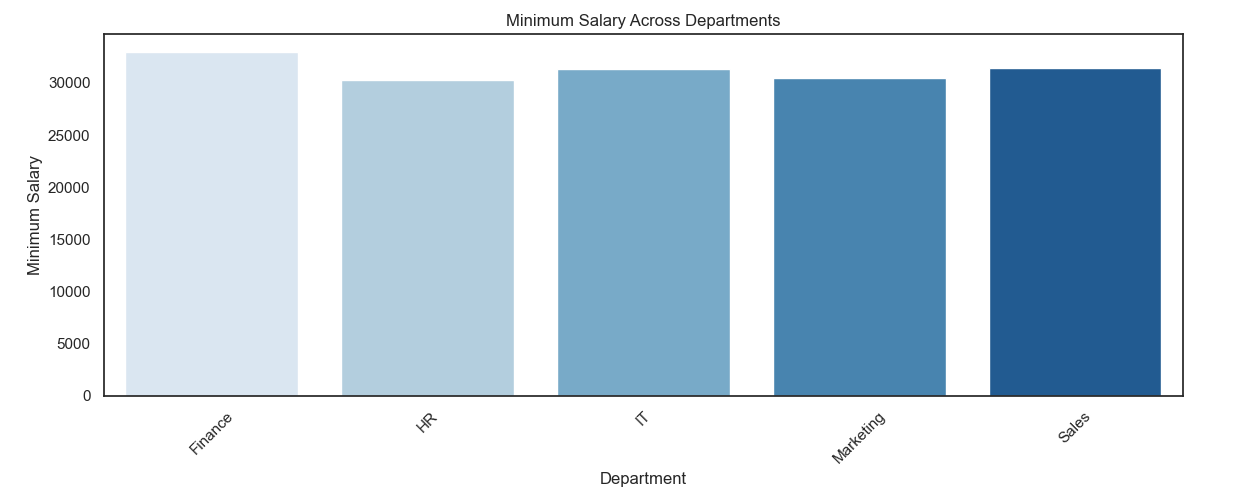 Minimum Salary Across Departments
30000
25000
20000
15000
10000
5000
0
Minimum Salary
Finance
HR
IT
Marketing
Sales
Department